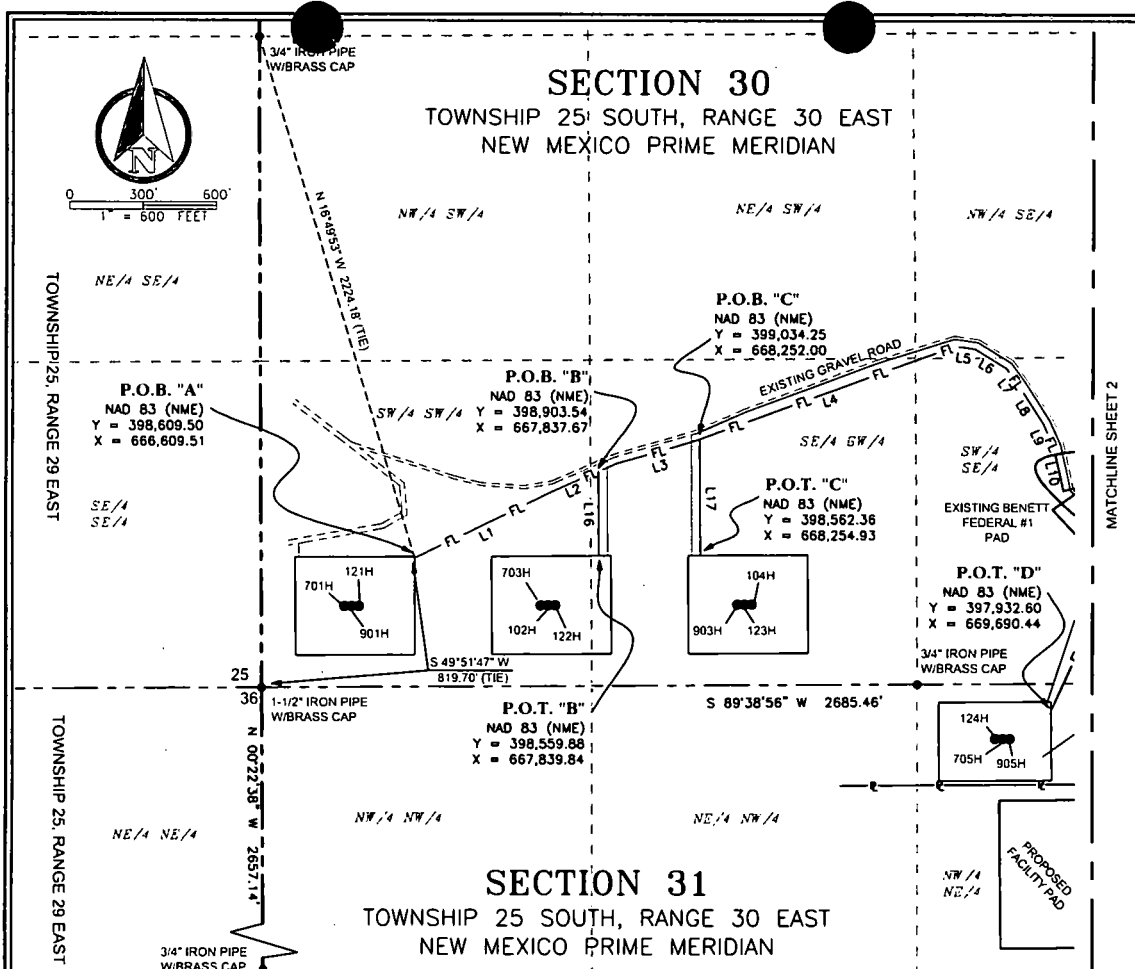 3/4" IRON PIPE
W/BRASS CAP
SECTION 30
TOWNSHIP 25 SOUTH, RANGE 30 EAST
NEW MEXICO PRIME MERIDIAN
N
0 300' 600'
1" = 600 FEET
N 16°49'53" W 2224.18' (TIE)
NW/4 SW/4
NE/4 SW/4
NW/4 SE/4
NE/4 SE/4
TOWNSHIP 25, RANGE 29 EAST
P.O.B. "C"
NAD 83 (NME)
Y = 399,034.25
X = 668,252.00
EXISTING GRAVEL ROAD
P.O.B. "A"
NAD 83 (NME)
Y = 398,609.50
X = 666,609.51
SW/4 SW/4
P.O.B. "B"
NAD 83 (NME)
Y = 398,903.54
X = 667,837.67
FL L1 FL L2 FL
FL L3 FL
FL L4 FL
FL L5 L6 L7 FL L8 L9 FL L10
SE/4 SW/4
SW/4
SE/4
L16
L17
MATCHLINE SHEET 2
SE/4
SE/4
P.O.T. "C"
NAD 83 (NME)
Y = 398,562.36
X = 668,254.93
EXISTING BENETT
FEDERAL #1
PAD
701H
121H
901H
703H
102H
122H
104H
903H
123H
P.O.T. "D"
NAD 83 (NME)
Y = 397,932.60
X = 669,690.44
3/4" IRON PIPE
W/BRASS CAP
S 49°51'47" W
819.70' (TIE)
25
36
1-1/2" IRON PIPE
W/BRASS CAP
S 89°38'56" W 2685.46'
P.O.T. "B"
NAD 83 (NME)
Y = 398,559.88
X = 667,839.84
124H
705H
905H
TOWNSHIP 25, RANGE 29 EAST
N 00°22'38" W 2657.14'
NE/4 NE/4
NW/4 NW/4
NE/4 NW/4
NW/4
NE/4
PROPOSED
FACILITY PAD
SECTION 31
TOWNSHIP 25 SOUTH, RANGE 30 EAST
NEW MEXICO PRIME MERIDIAN
3/4" IRON PIPE
W/BRASS CAP